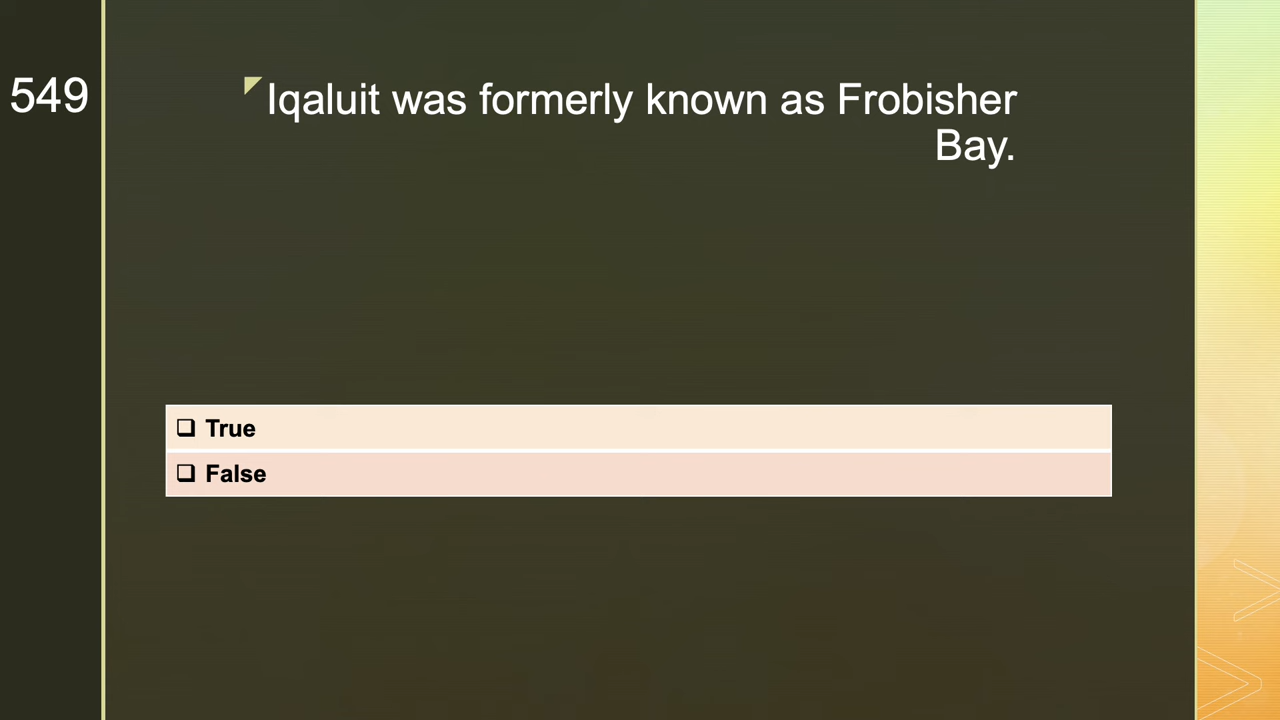 549
Iqaluit was formerly known as Frobisher
Bay.
❑ True
❑ False